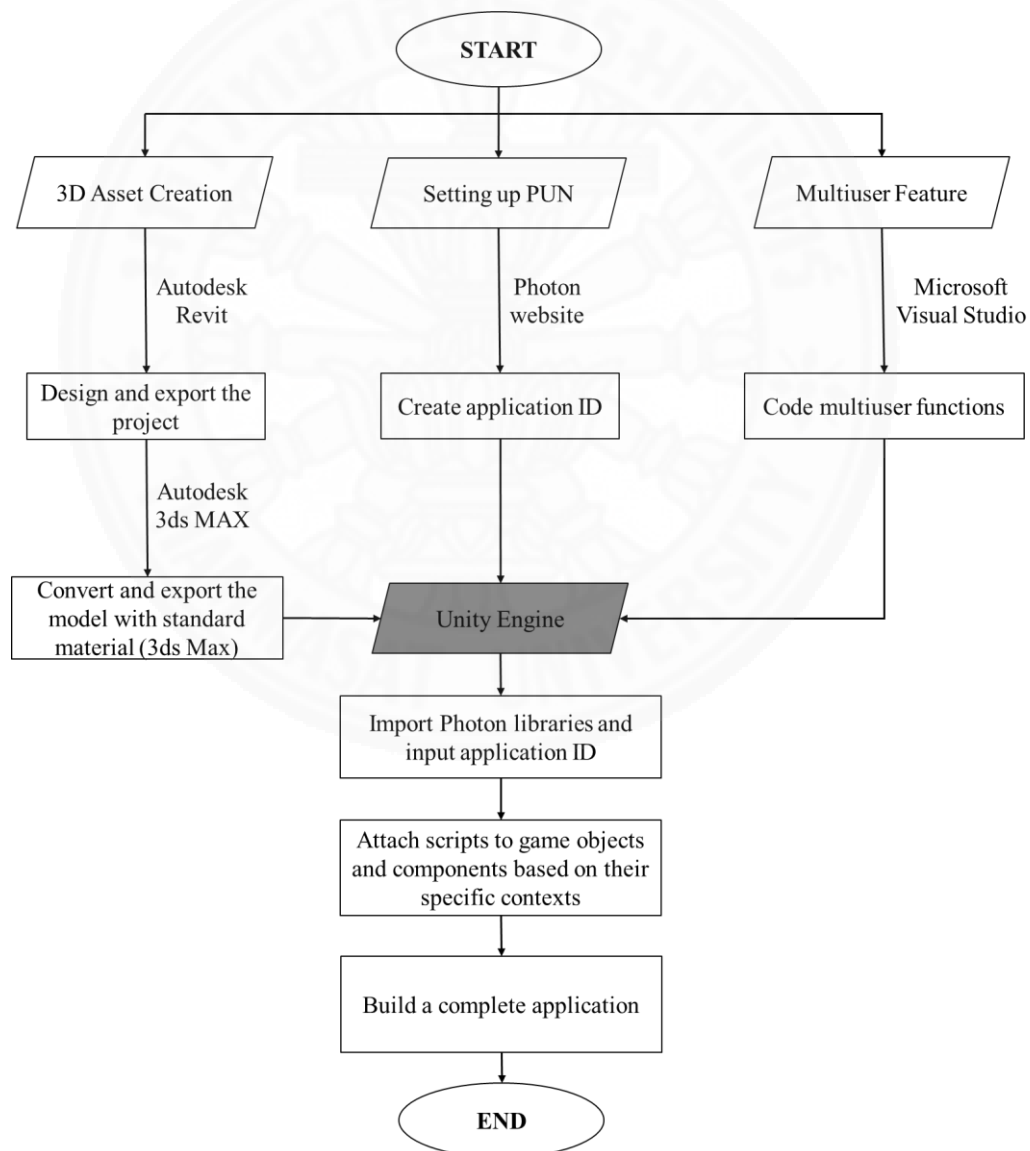 START
3D Asset Creation
Setting up PUN
Multiuser Feature
Autodesk
Revit
Photon
website
Microsoft
Visual Studio
Design and export the
project
Create application ID
Code multiuser functions
Autodesk
3ds MAX
Convert and export the
model with standard
material (3ds Max)
Unity Engine
Import Photon libraries and
input application ID
Attach scripts to game objects
and components based on their
specific contexts
Build a complete application
END